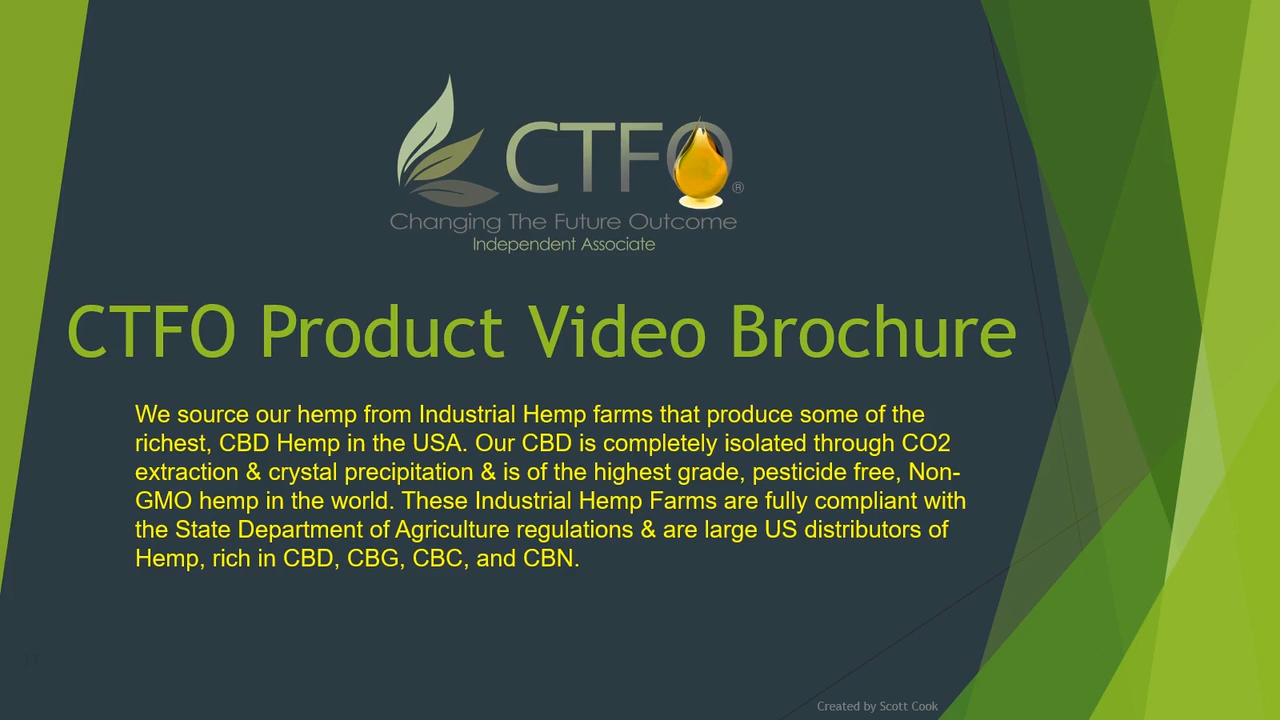 CTFO®
Changing The Future Outcome
Independent Associate
CTFO Product Video Brochure
We source our hemp from Industrial Hemp farms that produce some of the
richest, CBD Hemp in the USA. Our CBD is completely isolated through CO2
extraction & crystal precipitation & is of the highest grade, pesticide free, Non-
GMO hemp in the world. These Industrial Hemp Farms are fully compliant with
the State Department of Agriculture regulations & are large US distributors of
Hemp, rich in CBD, CBG, CBC, and CBN.
Created by Scott Cook